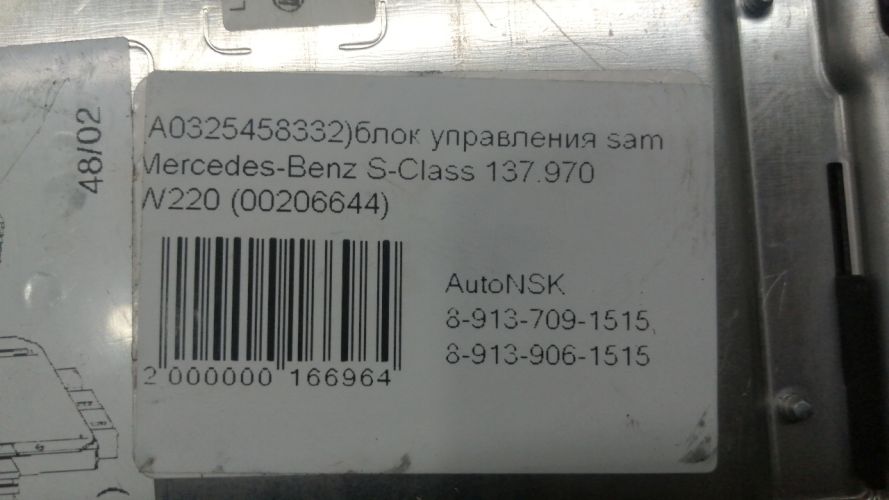 48/02
A0325458332)блок управления sam
Mercedes-Benz S-Class 137.970
W220 (00206644)
AutoNSK
8-913-709-1515,
8-913-906-1515
2 000000 166964